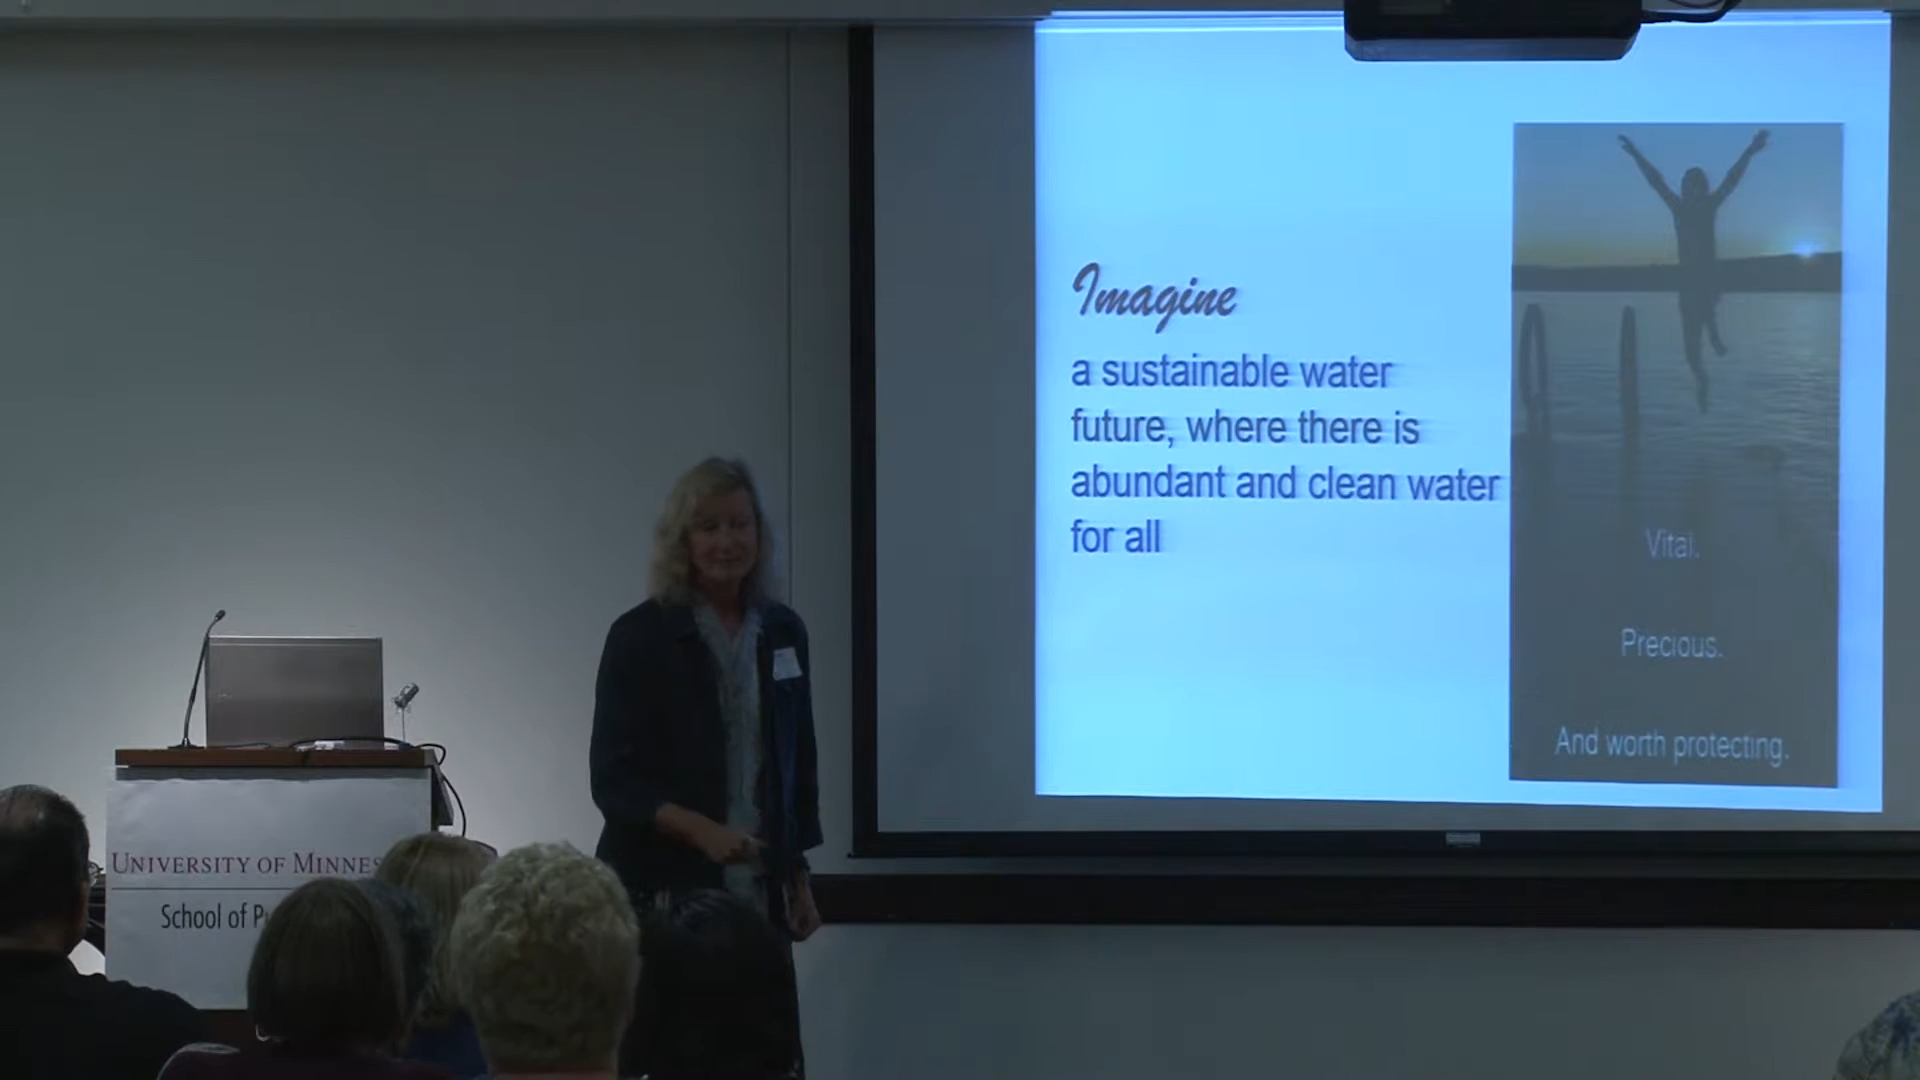 Imagine
a sustainable water
future, where there is
abundant and clean water
for all
Vital.
Precious.
And worth protecting.
UNIVERSITY OF MINNES
School of P